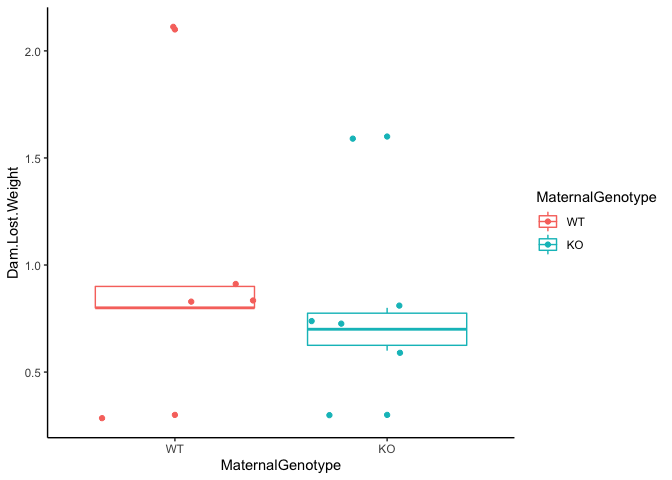 2.0
1.5
1.0
0.5
Dam.Lost.Weight
WT
KO
MaternalGenotype
MaternalGenotype
WT
KO